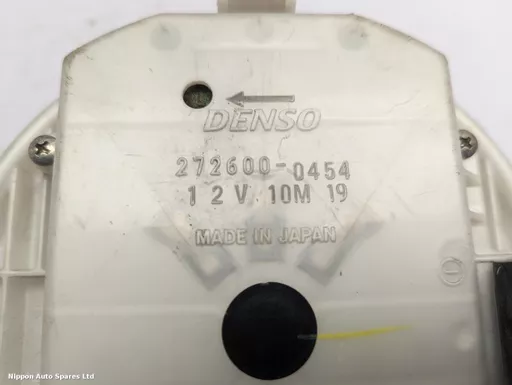 DENSO
272600-0454
12V 10M 19
MADE IN JAPAN
Nippon Auto Spares Ltd